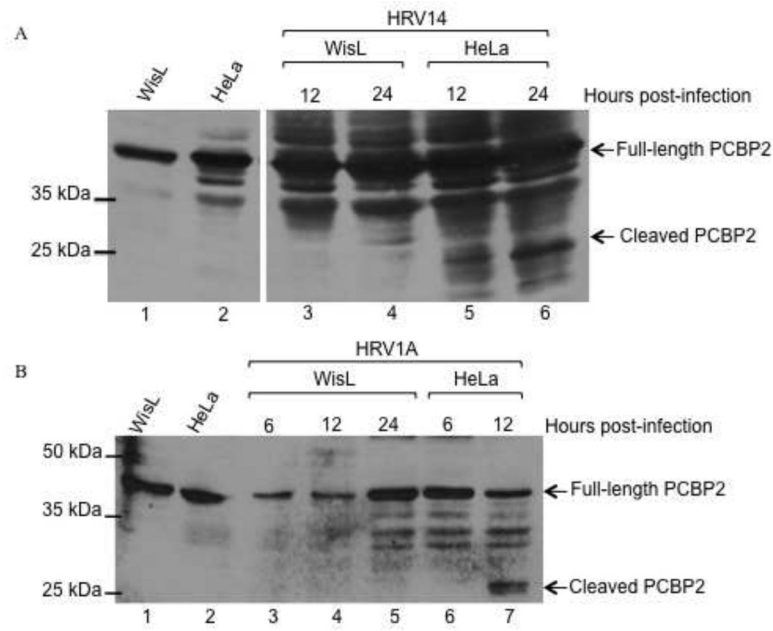 A
HRV14
WisL HeLa
WisL HeLa 12 24 12 24 Hours post-infection
Full-length PCBP2
35 kDa
Cleaved PCBP2
25 kDa
1 2 3 4 5 6
B
HRV1A
WisL HeLa
WisL HeLa 6 12 24 6 12 Hours post-infection
50 kDa
Full-length PCBP2
35 kDa
25 kDa Cleaved PCBP2
1 2 3 4 5 6 7